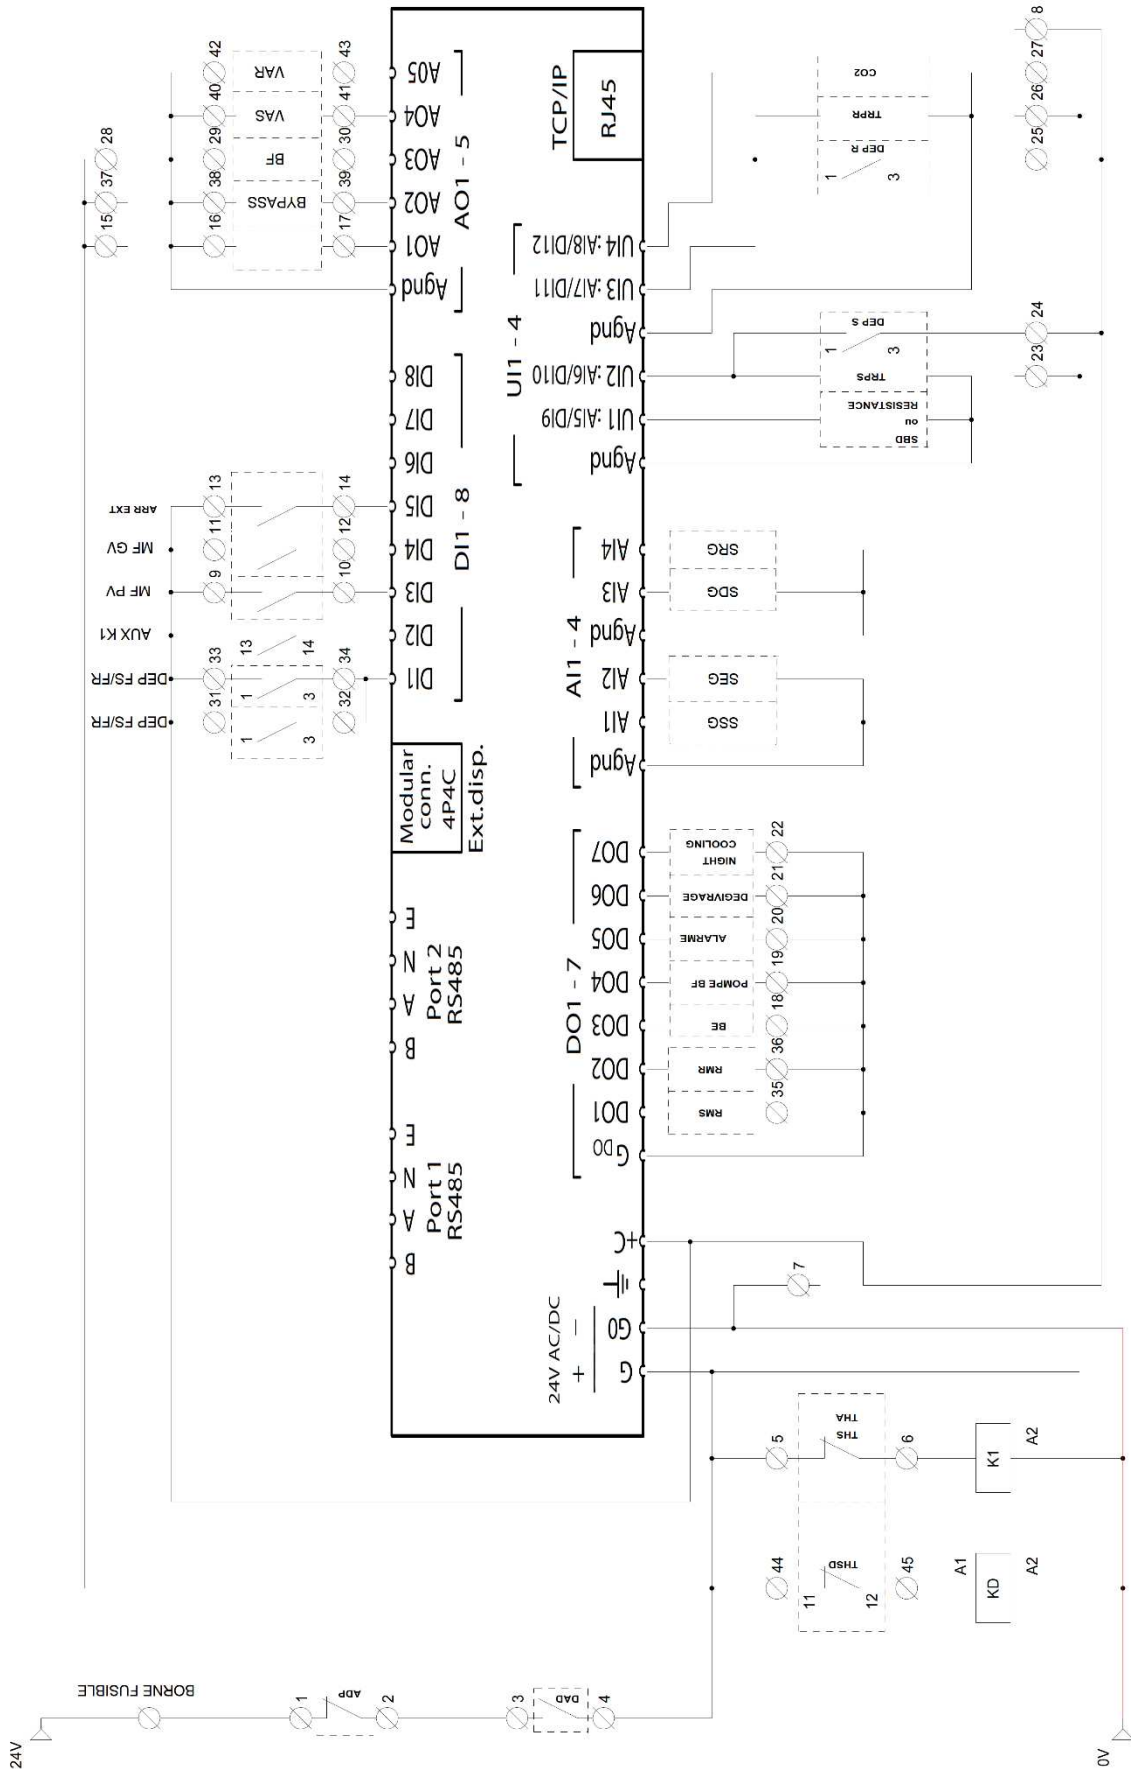 42
40
29
38
16
VAR
VAS
BF
BYPASS
43
41
30
39
17
28
37
15
AO5
AO4
AO3
AO2
AO1
Agnd
AO1 - 5
TCP/IP
RJ45
8
27
26
25
CO2
TRPR
DEP R
1
3
UI4:AI8/DI12
UI3: AI7/DI11
Agnd
UI2: AI6/DI10
UI1: AI5/DI9
Agnd
UI1 - 4
DEP S
1
3
TRPS
RESISTANCE
ou
SBD
24
23
DI8
DI7
DI6
DI5
DI4
DI3
DI2
DI1
DI1 - 8
ARR EXT
MF GV
MF PV
AUX K1
DEP FS/FR
DEP FS/FR
13
11
9
13
33
31
14
12
10
14
34
32
1
3
1
3
AI4
AI3
Agnd
AI2
AI1
Agnd
AI1 - 4
SRG
SDG
SEG
SSG
Modular
conn.
4P4C
Ext.disp.
DO7
DO6
DO5
DO4
DO3
DO2
DO1
G DO
DO1 - 7
NIGHT
COOLING
DEGIVRAGE
ALARME
POMPE BF
BE
RMR
RMS
22
21
20
19
18
36
35
E
N
A
B
Port 2
RS485
E
N
A
B
Port 1
RS485
+C
G0
G
24V AC/DC
+ -
7
5
THA
THS
6
K1
A2
44
11
THSD
12
45
A1
KD
A2
24V
BORNE FUSIBLE
1
ADP
2
3
DAD
4
0V